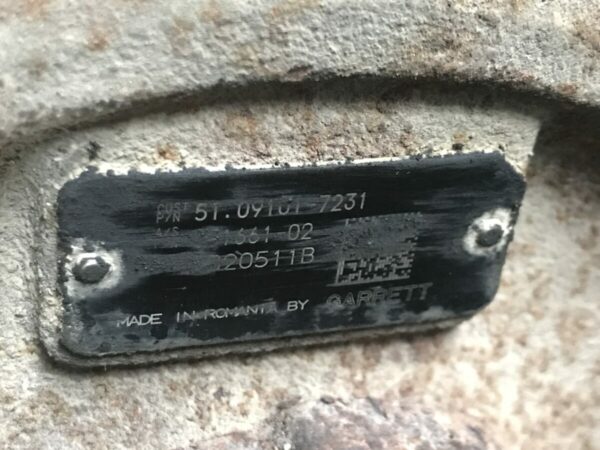 CUST
P/N 51.09101-7231
A/S 661 02
20511B
MADE IN ROMANIA BY GARRETT